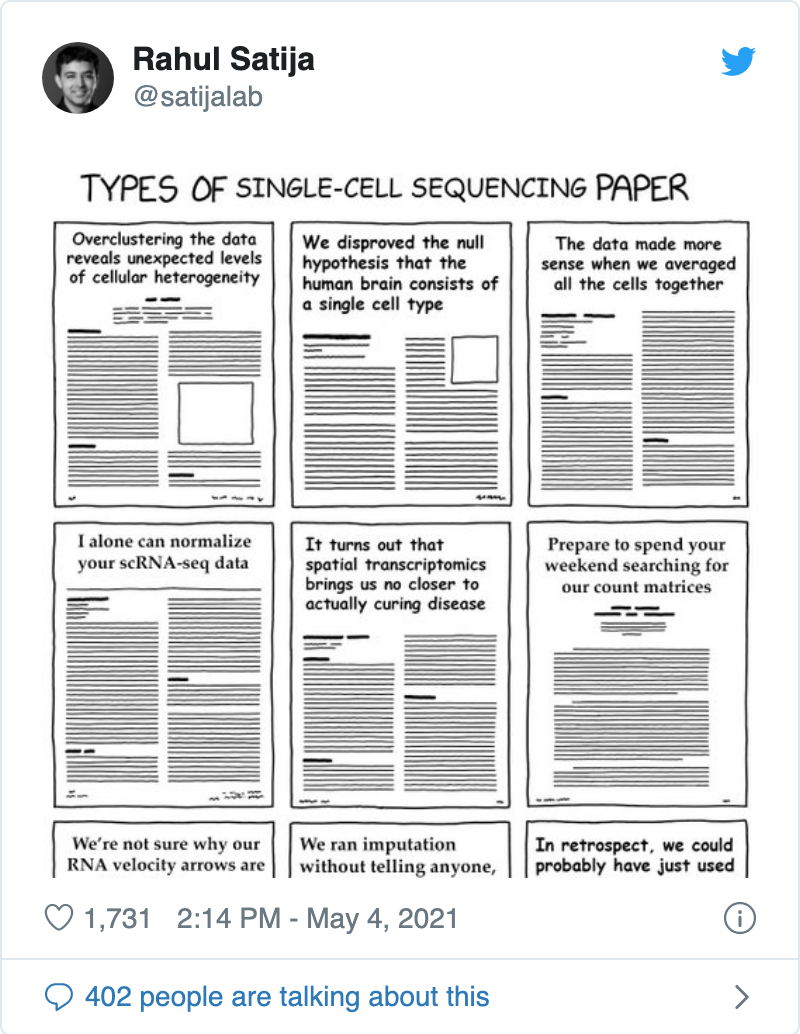 Rahul Satija
@satijalab
TYPES OF SINGLE-CELL SEQUENCING PAPER
Overclustering the data
reveals unexpected levels
of cellular heterogeneity
We disproved the null
hypothesis that the
human brain consists of
a single cell type
The data made more
sense when we averaged
all the cells together
I alone can normalize
your scRNA-seq data
It turns out that
spatial transcriptomics
brings us no closer to
actually curing disease
Prepare to spend your
weekend searching for
our count matrices
We're not sure why our
RNA velocity arrows are
We ran imputation
without telling anyone,
In retrospect, we could
probably have just used
1,731 2:14 PM - May 4, 2021
402 people are talking about this